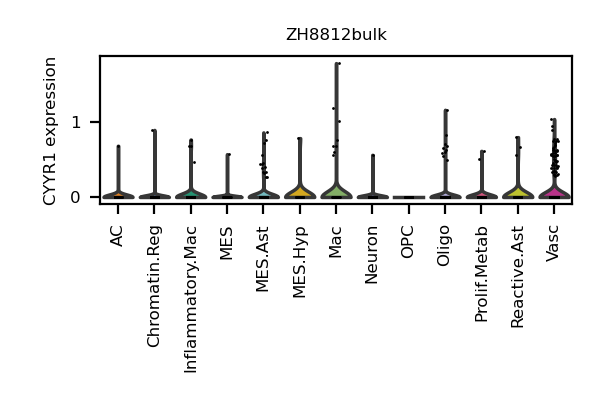 ZH8812bulk
CYYR1 expression
1
0
AC
Chromatin.Reg
Inflammatory.Mac
MES
MES.Ast
MES.Hyp
Mac
Neuron
OPC
Oligo
Prolif.Metab
Reactive.Ast
Vasc